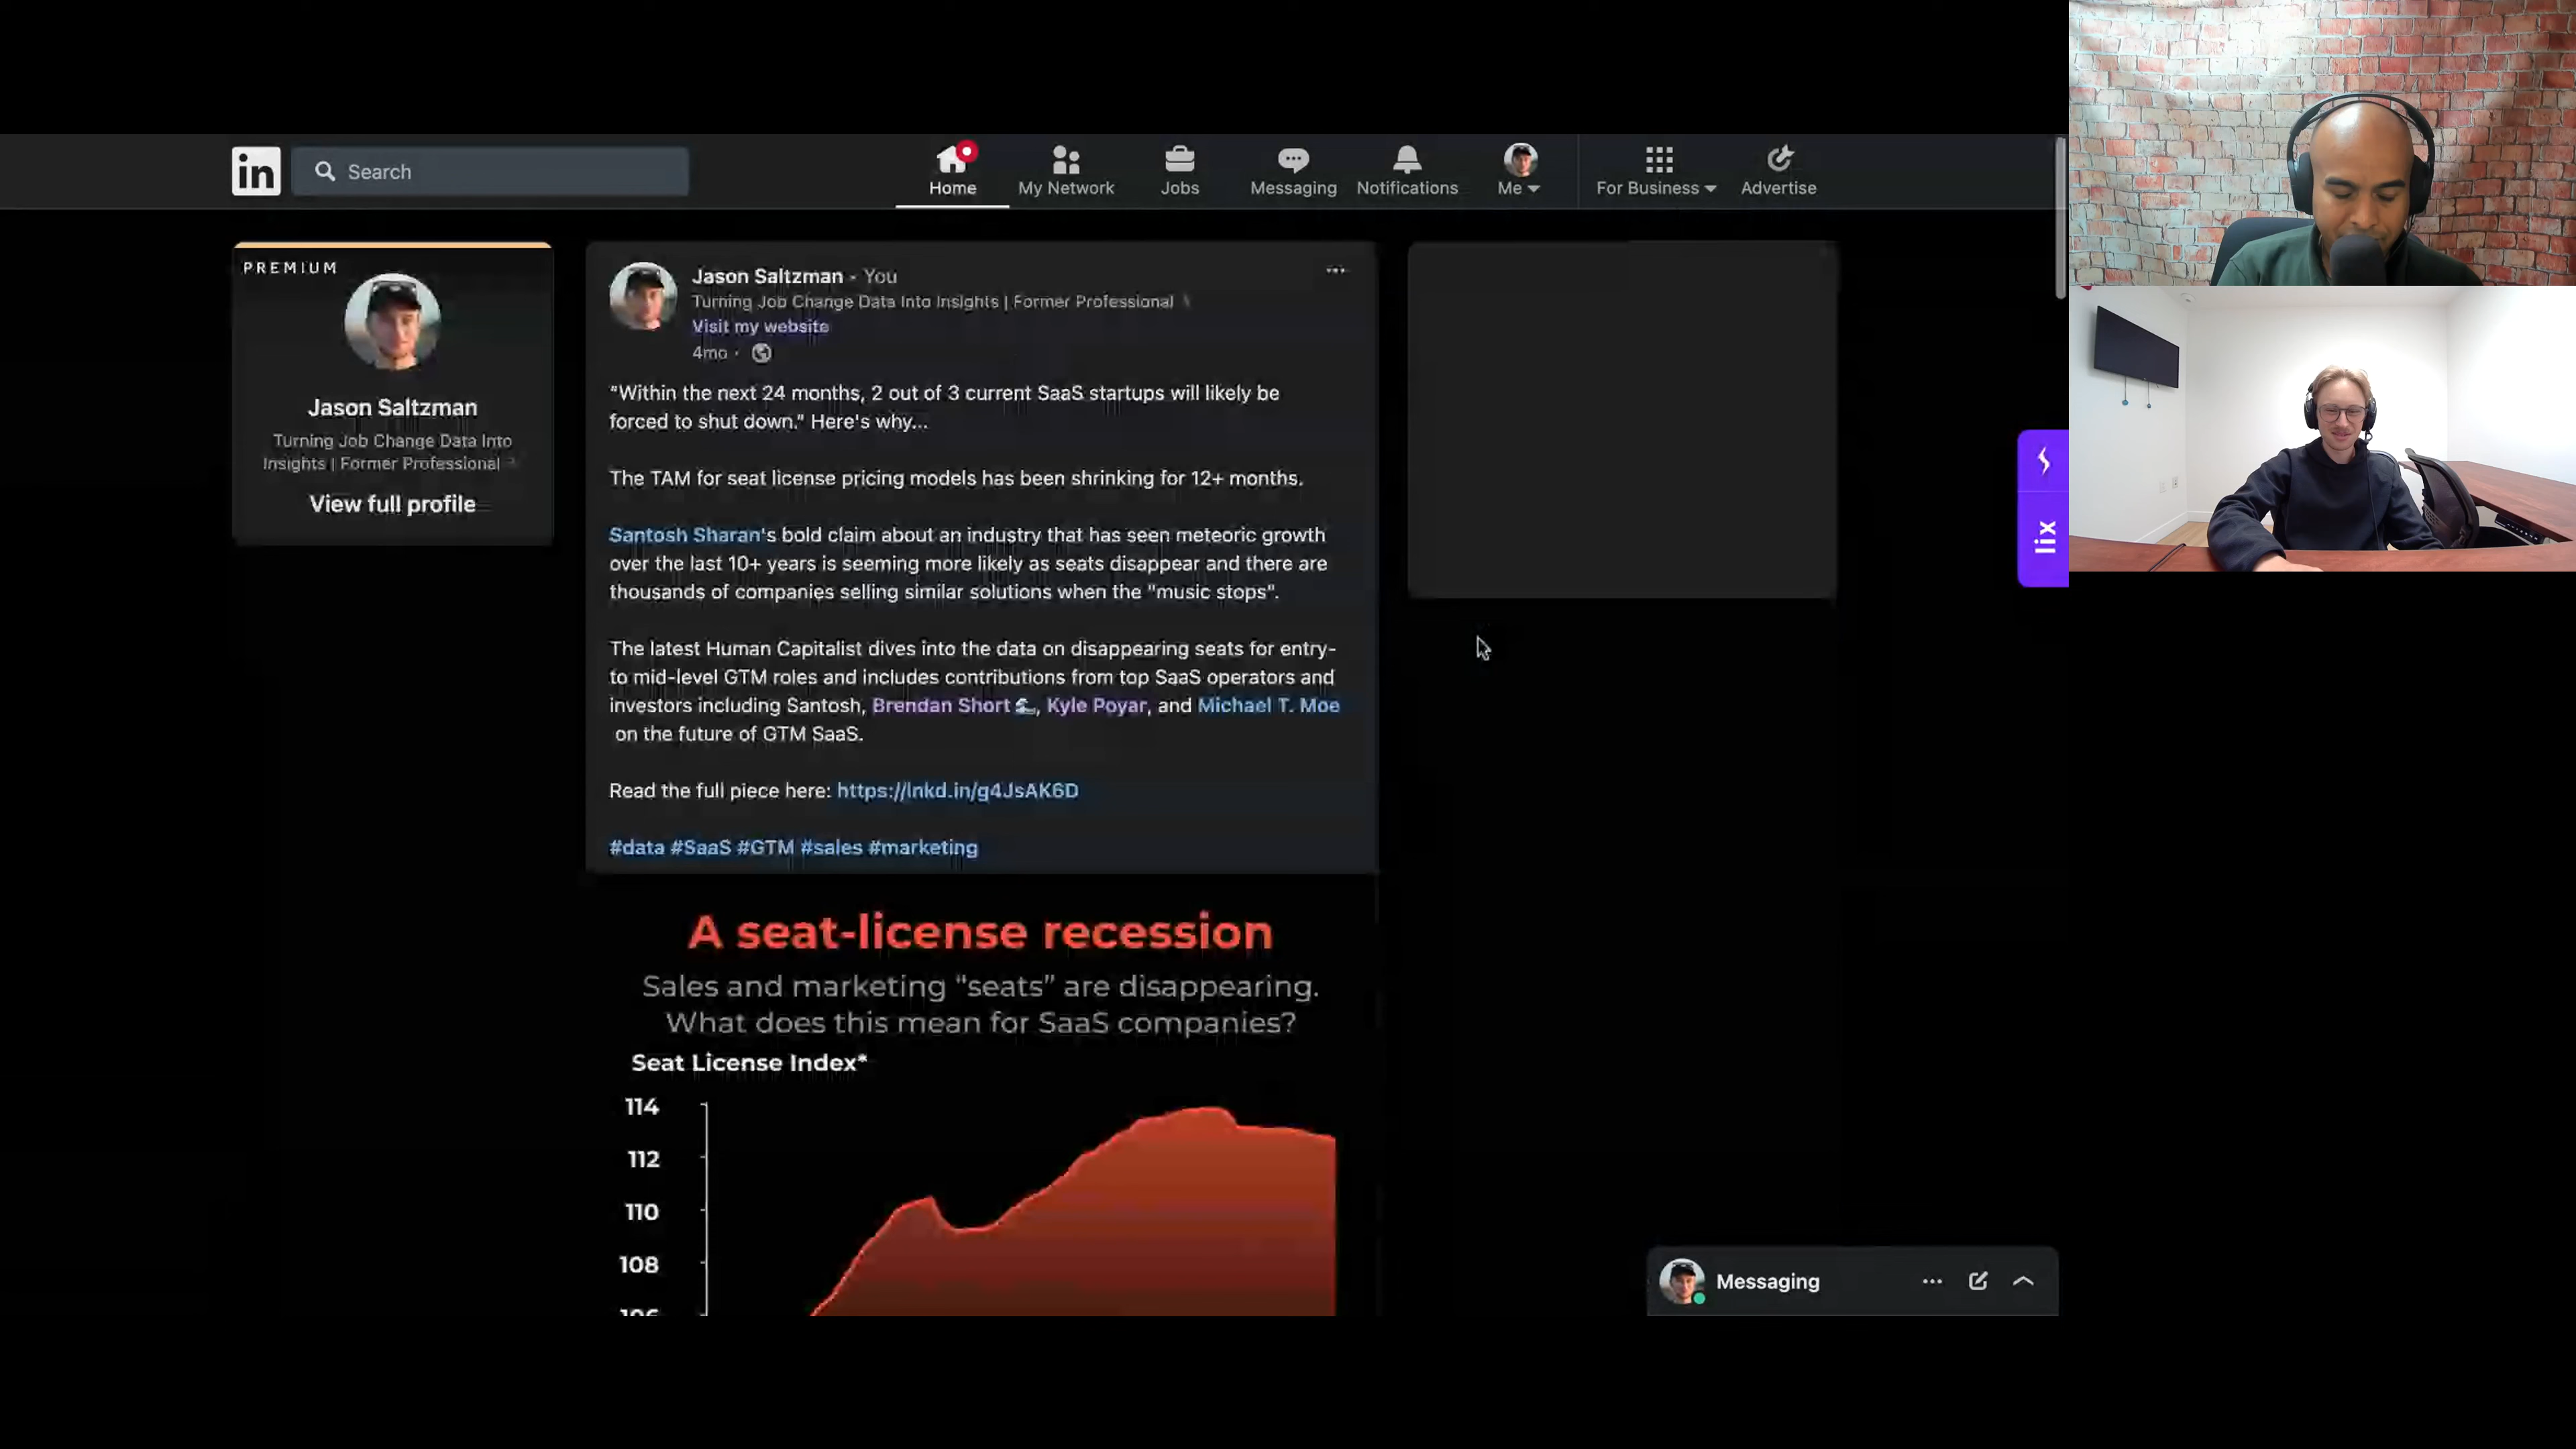 in
Search
Home
My Network
Jobs
Messaging
Notifications
Me
For Business
Advertise
PREMIUM
Jason Saltzman
Turning Job Change Data Into
Insights | Former Professional
View full profile
Jason Saltzman · You
Turning Job Change Data Into Insights | Former Professional
Visit my website
4mo ·
"Within the next 24 months, 2 out of 3 current SaaS startups will likely be
forced to shut down." Here's why...
The TAM for seat license pricing models has been shrinking for 12+ months.
Santosh Sharan's bold claim about an industry that has seen meteoric growth
over the last 10+ years is seeming more likely as seats disappear and there are
thousands of companies selling similar solutions when the "music stops".
The latest Human Capitalist dives into the data on disappearing seats for entry-
to mid-level GTM roles and includes contributions from top SaaS operators and
investors including Santosh, Brendan Short 🌊, Kyle Poyar, and Michael T. Moe
on the future of GTM SaaS.
Read the full piece here: https://lnkd.in/g4JsAK6D
#data #SaaS #GTM #sales #marketing
A seat-license recession
Sales and marketing "seats" are disappearing.
What does this mean for SaaS companies?
Seat License Index*
114
112
110
108
106
lix
Messaging